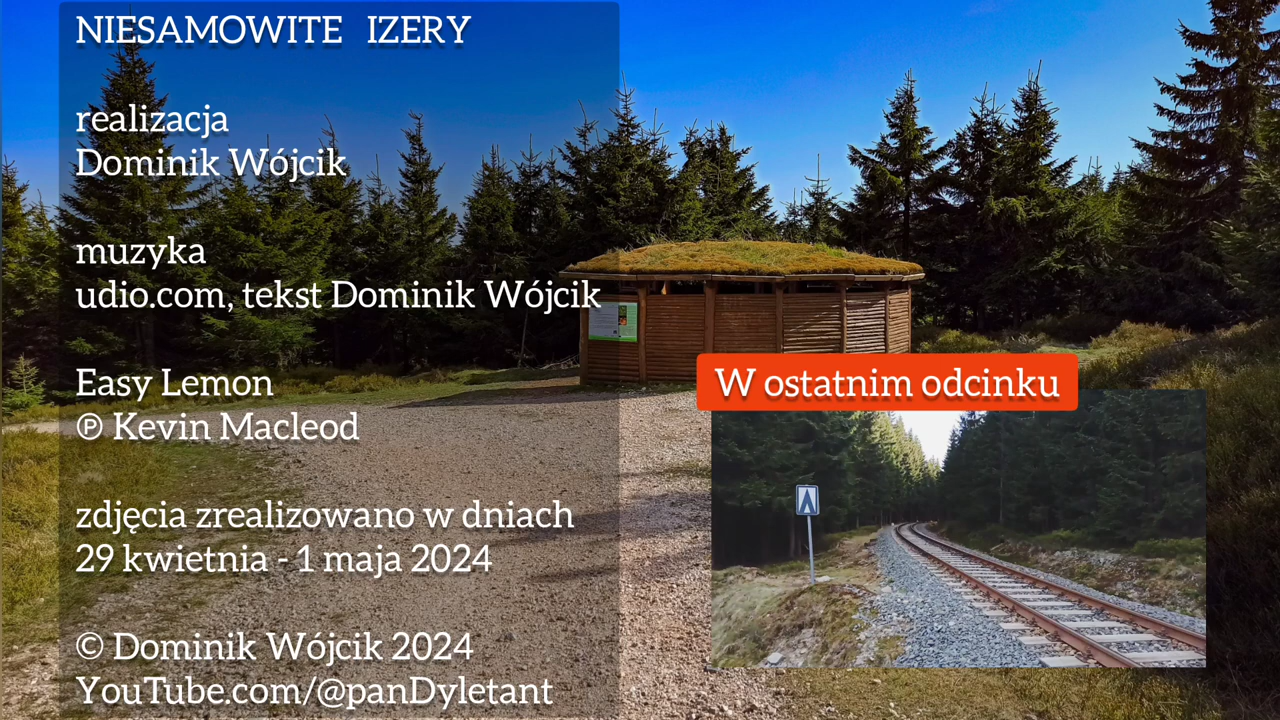 NIESAMOWITE IZERY
realizacja
Dominik Wójcik
muzyka
udio.com, tekst Dominik Wójcik
Easy Lemon
℗ Kevin Macleod
zdjęcia zrealizowano w dniach
29 kwietnia - 1 maja 2024
© Dominik Wójcik 2024
YouTube.com/@panDyletant
W ostatnim odcinku